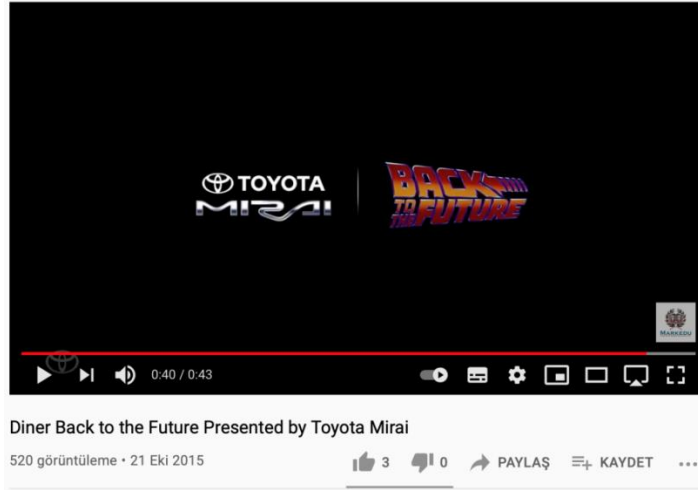 TOYOTA
MIRAI
BACK
TO
THE FUTURE
MARKEDU
0:40 / 0:43
Diner Back to the Future Presented by Toyota Mirai
520 görüntüleme • 21 Eki 2015
3
0
PAYLAŞ
KAYDET